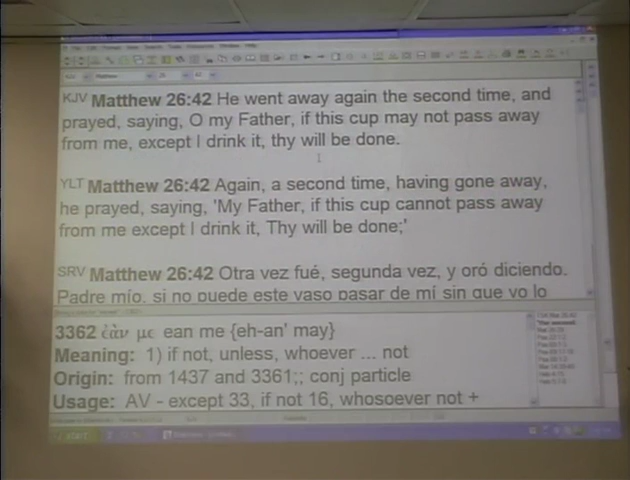 KJV Matthew 26:42 He went away again the second time, and
prayed, saying, O my Father, if this cup may not pass away
from me, except I drink it, thy will be done.
YLT Matthew 26:42 Again, a second time, having gone away,
he prayed, saying, 'My Father, if this cup cannot pass away
from me except I drink it, Thy will be done;'
SRV Matthew 26:42 Otra vez fué, segunda vez, y oró diciendo.
Padre mío, si no puede este vaso pasar de mí sin que yo lo
3362 ἐὰν με ean me {eh-an' may}
Meaning: 1) if not, unless, whoever ... not
Origin: from 1437 and 3361;; conj particle
Usage: AV - except 33, if not 16, whosoever not +
start